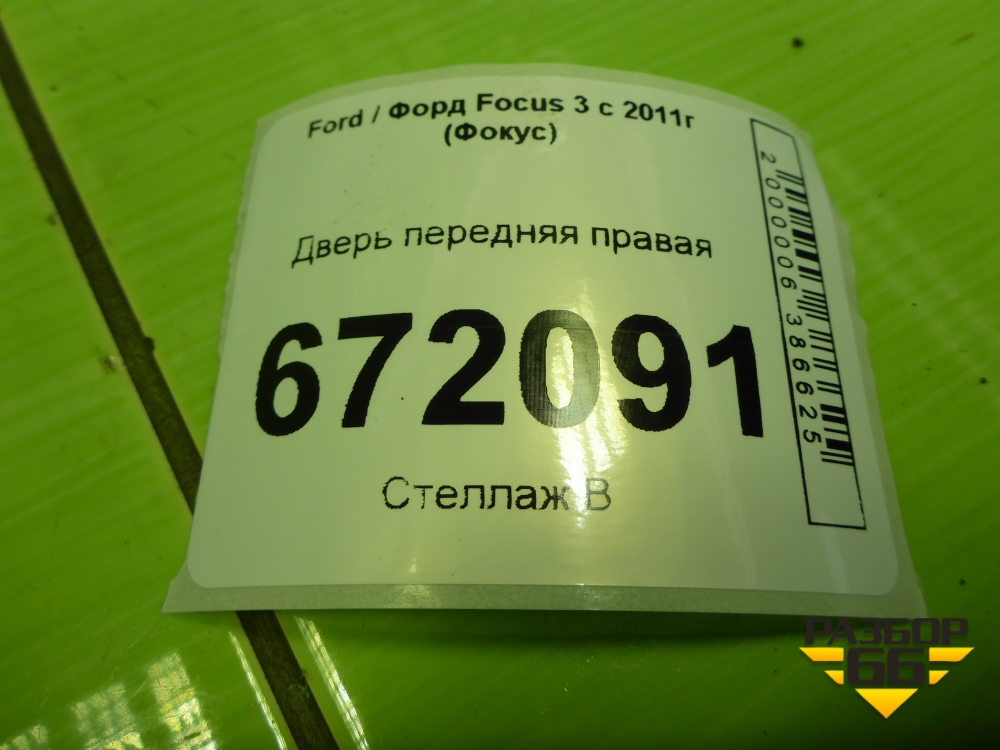 Ford / Форд Focus 3 с 2011г
(Фокус)
Дверь передняя правая
672091
Стеллаж В
2000006386625
РАЗБОР
66